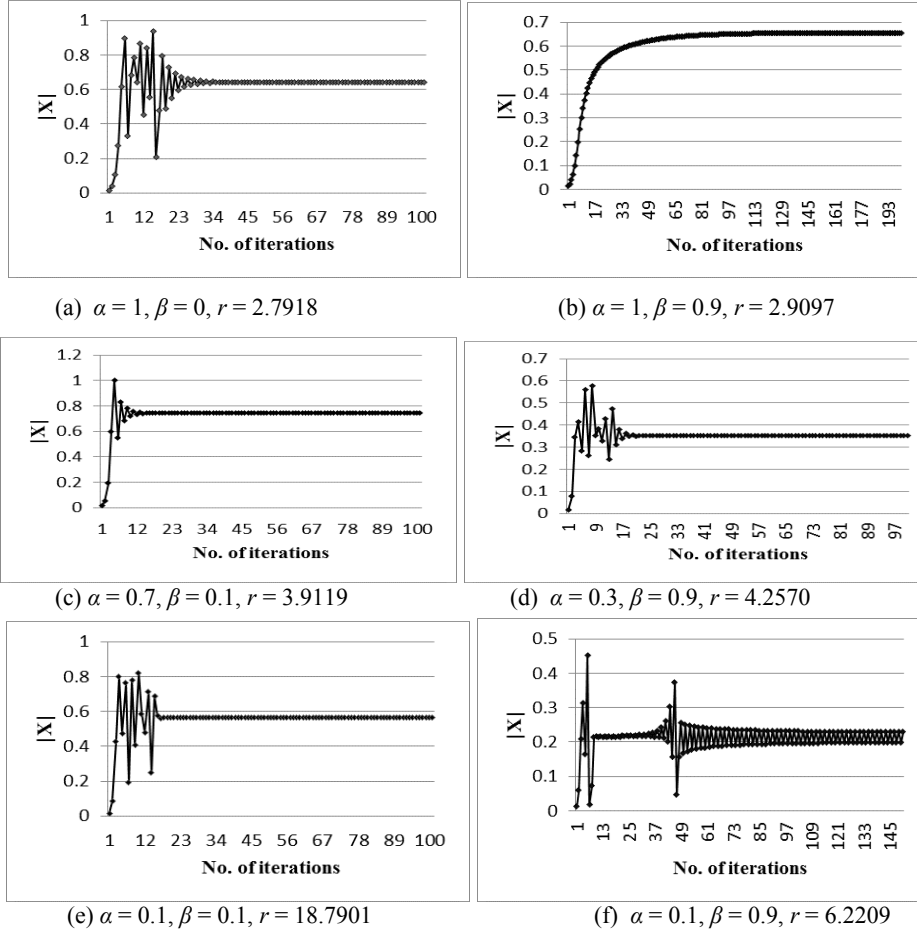 1
0.8
0.6
0.4
0.2
0
|X|
1 12 23 34 45 56 67 78 89 100
No. of iterations
(a) α = 1, β = 0, r = 2.7918
0.7
0.6
0.5
0.4
0.3
0.2
0.1
0
|X|
1 17 33 49 65 81 97 113 129 145 161 177 193
No. of iterations
(b) α = 1, β = 0.9, r = 2.9097
1.2
1
0.8
0.6
0.4
0.2
0
|X|
1 12 23 34 45 56 67 78 89 100
No. of iterations
(c) α = 0.7, β = 0.1, r = 3.9119
0.7
0.6
0.5
0.4
0.3
0.2
0.1
0
|X|
1 9 17 25 33 41 49 57 65 73 81 89 97
No. of iterations
(d) α = 0.3, β = 0.9, r = 4.2570
1
0.8
0.6
0.4
0.2
0
|X|
1 12 23 34 45 56 67 78 89 100
No. of iterations
(e) α = 0.1, β = 0.1, r = 18.7901
0.5
0.4
0.3
0.2
0.1
0
|X|
1 13 25 37 49 61 73 85 97 109 121 133 145
No. of iterations
(f) α = 0.1, β = 0.9, r = 6.2209